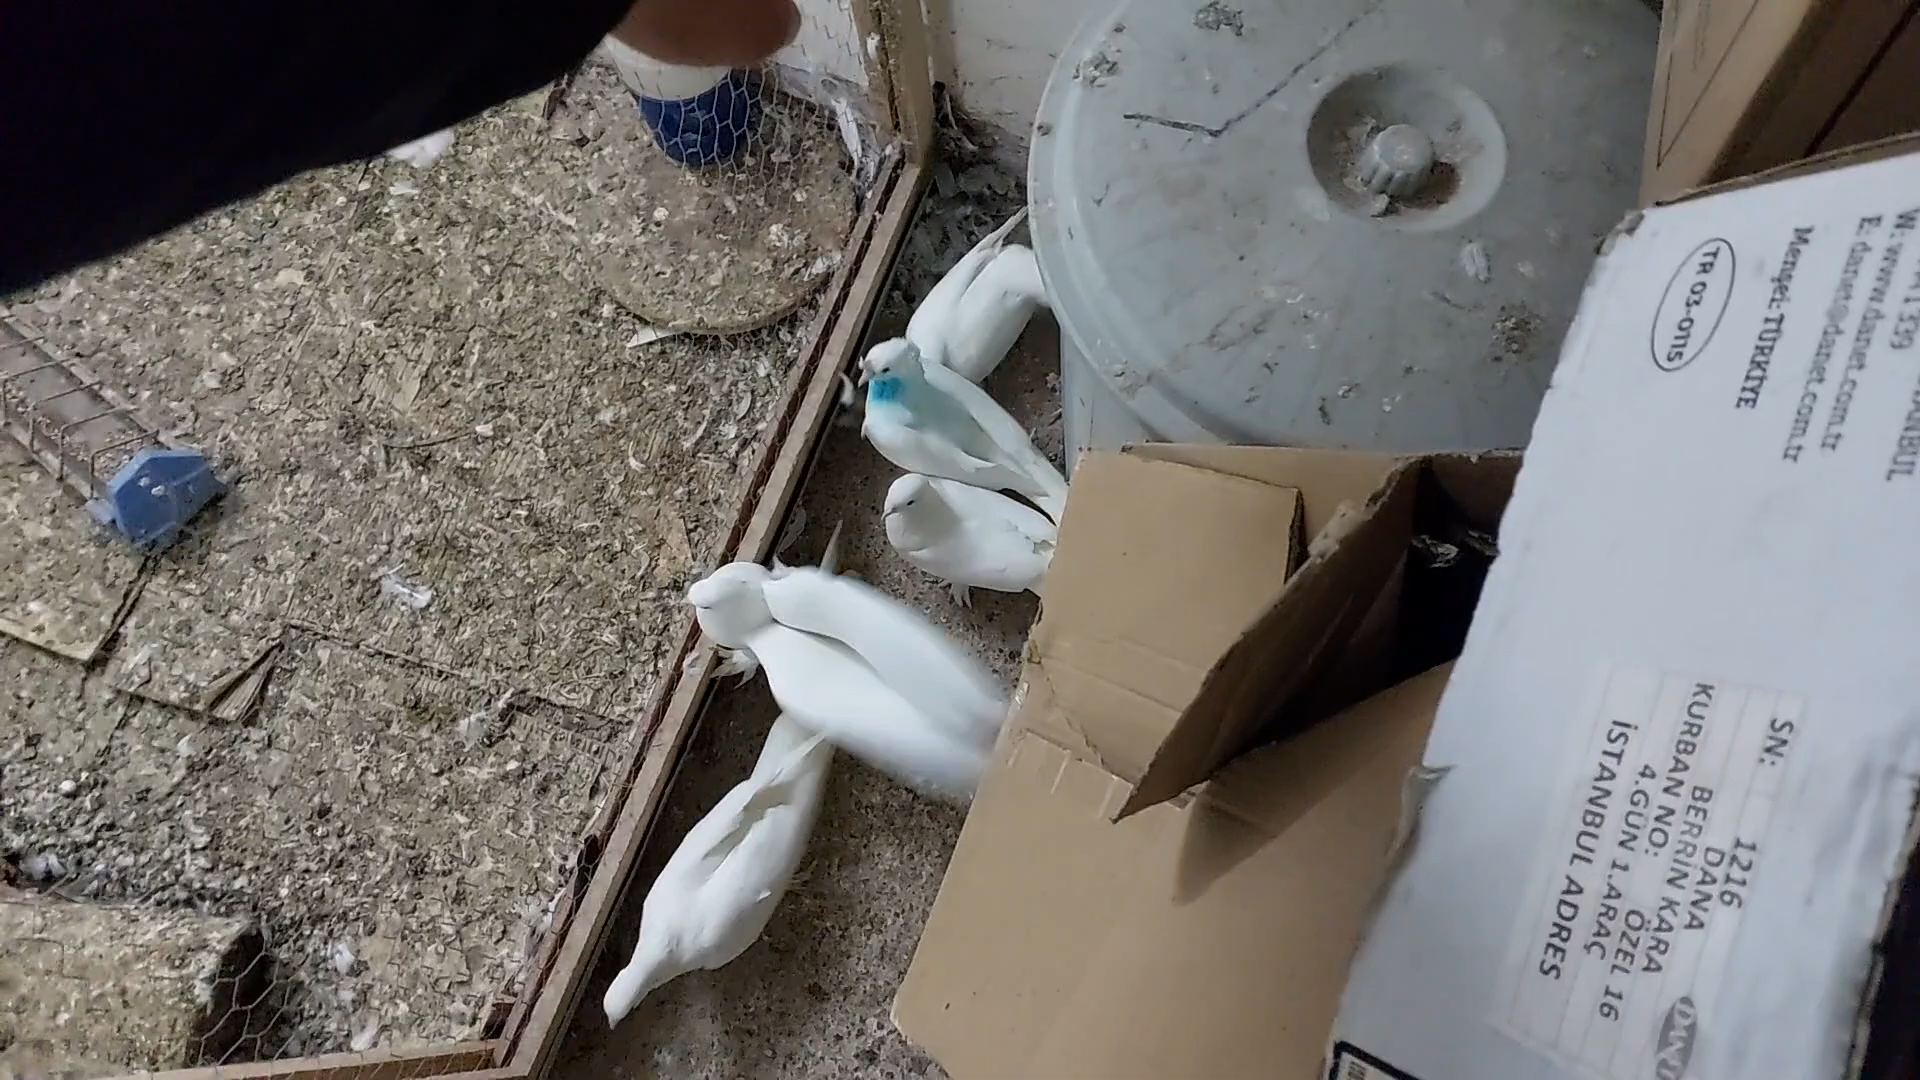 İSTANBUL
W: www.danet.com.tr
E: danet@danet.com.tr
Menşei: TÜRKİYE
TR 03-0115
SN: 1216
DANA
BERRİN KARA
KURBAN NO: ÖZEL 16
4.GÜN 1.ARAÇ
İSTANBUL ADRES